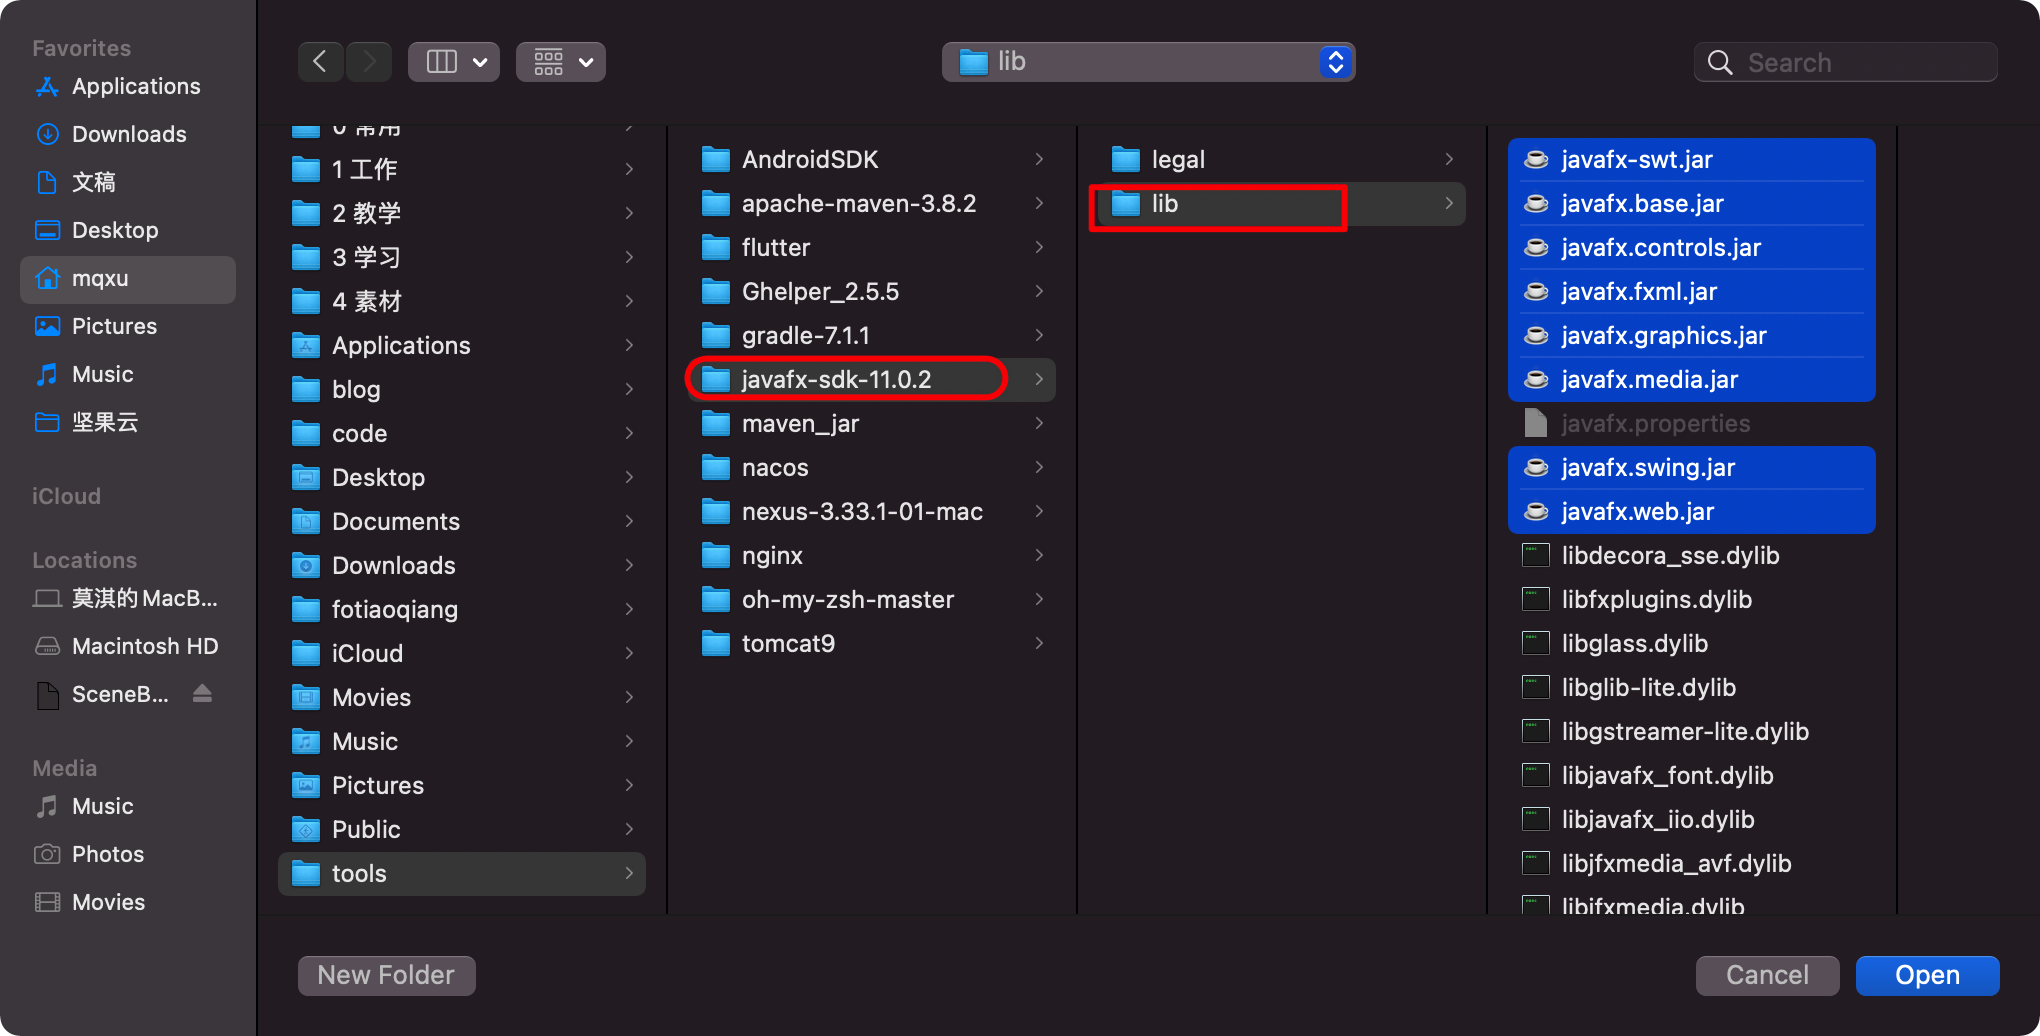 Favorites
Applications
Downloads
文稿
Desktop
mqxu
Pictures
Music
坚果云
iCloud
Locations
莫淇的 MacB...
Macintosh HD
SceneB...
Media
Music
Photos
Movies
lib
Search
0 常用
1 工作
2 教学
3 学习
4 素材
Applications
blog
code
Desktop
Documents
Downloads
fotiaoqiang
iCloud
Movies
Music
Pictures
Public
tools
AndroidSDK
apache-maven-3.8.2
flutter
Ghelper_2.5.5
gradle-7.1.1
javafx-sdk-11.0.2
maven_jar
nacos
nexus-3.33.1-01-mac
nginx
oh-my-zsh-master
tomcat9
legal
lib
javafx-swt.jar
javafx.base.jar
javafx.controls.jar
javafx.fxml.jar
javafx.graphics.jar
javafx.media.jar
javafx.properties
javafx.swing.jar
javafx.web.jar
libdecora_sse.dylib
libfxplugins.dylib
libglass.dylib
libglib-lite.dylib
libgstreamer-lite.dylib
libjavafx_font.dylib
libjavafx_iio.dylib
libjfxmedia_avf.dylib
libjfxmedia.dylib
New Folder
Cancel
Open